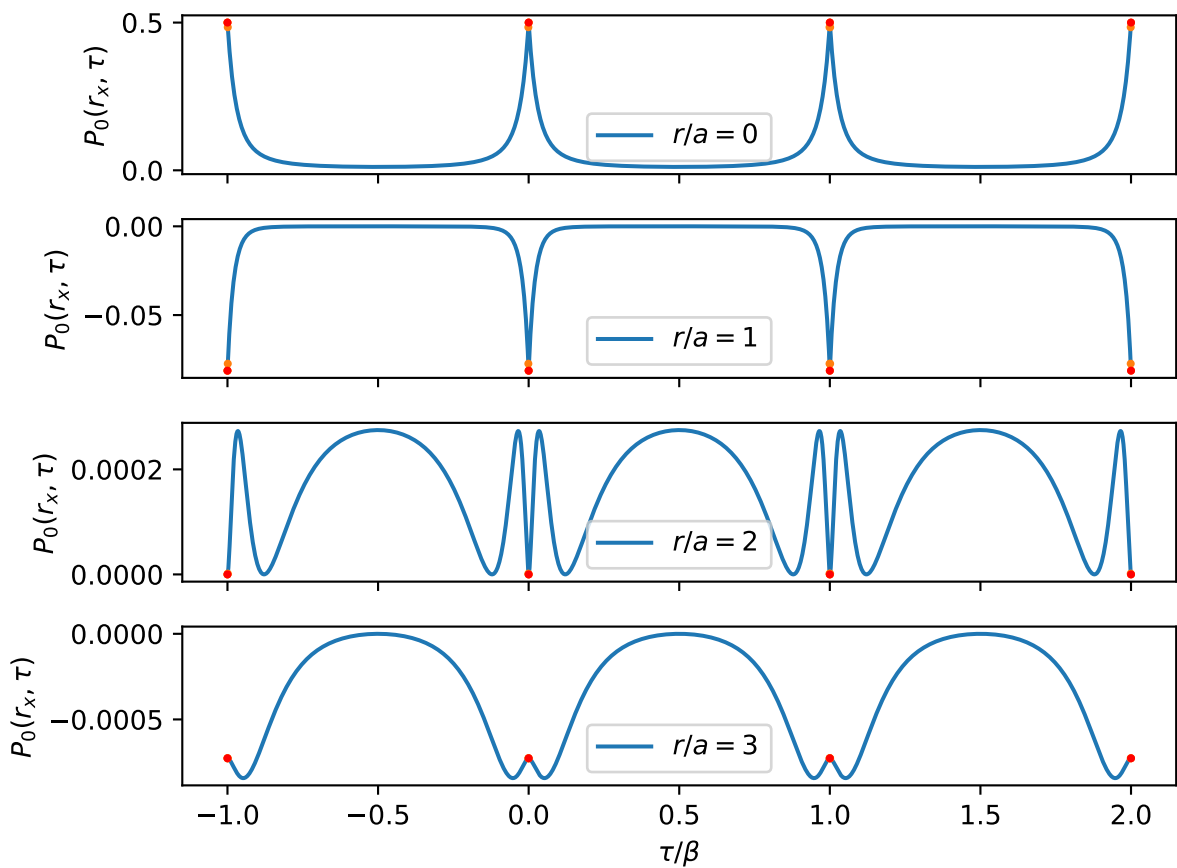 0.5
0.0
P₀(rₓ, τ)
r/a = 0
0.00
−0.05
P₀(rₓ, τ)
r/a = 1
0.0002
0.0000
P₀(rₓ, τ)
r/a = 2
0.0000
−0.0005
P₀(rₓ, τ)
r/a = 3
−1.0 −0.5 0.0 0.5 1.0 1.5 2.0
τ/β